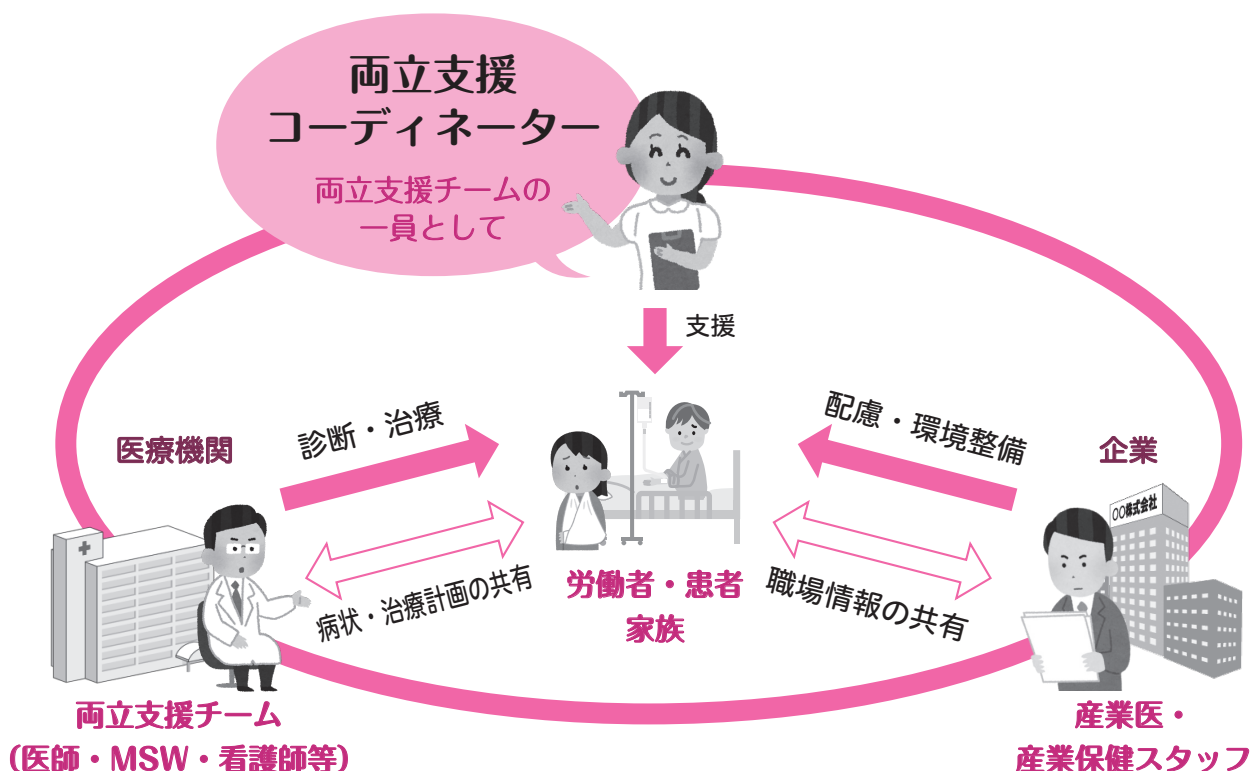 両立支援
コーディネーター
両立支援チームの
一員として
支援
医療機関
診断・治療
病状・治療計画の共有
労働者・患者
家族
配慮・環境整備
職場情報の共有
企業
〇〇株式会社
両立支援チーム
（医師・MSW・看護師等）
産業医・
産業保健スタッフ